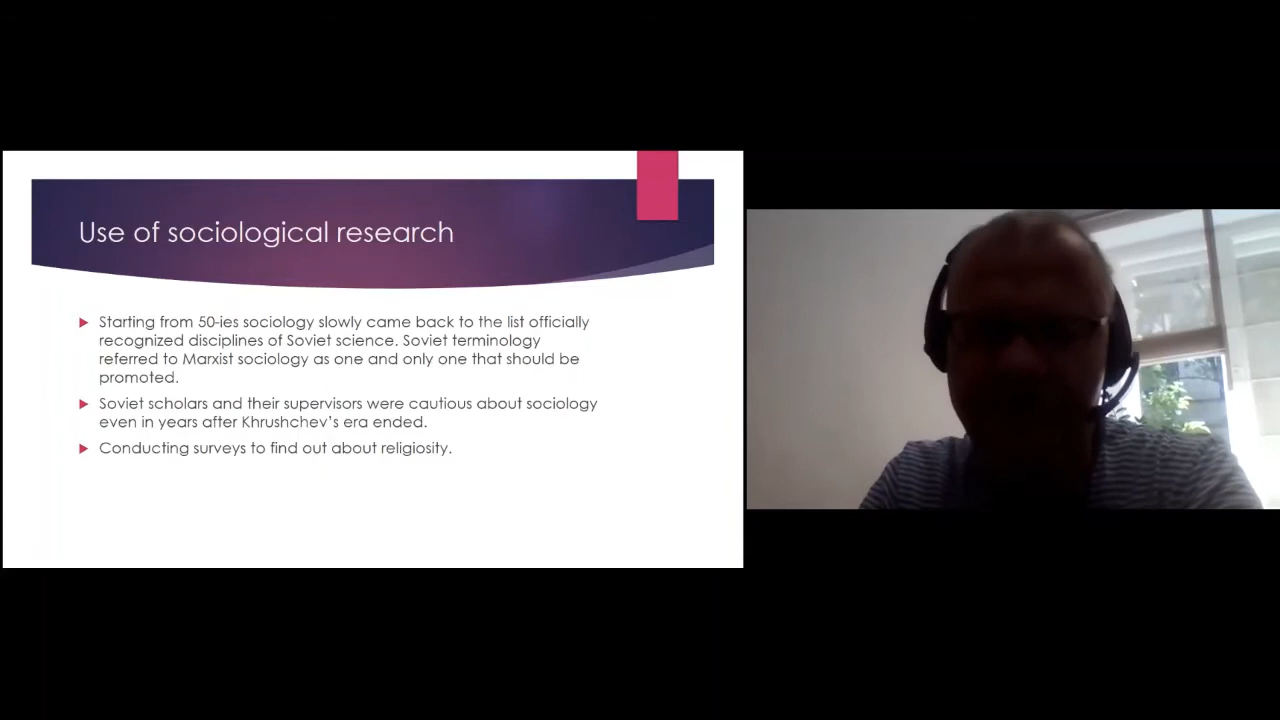 Use of sociological research
Starting from 50-ies sociology slowly came back to the list officially
recognized disciplines of Soviet science. Soviet terminology
referred to Marxist sociology as one and only one that should be
promoted.
Soviet scholars and their supervisors were cautious about sociology
even in years after Khrushchev’s era ended.
Conducting surveys to find out about religiosity.